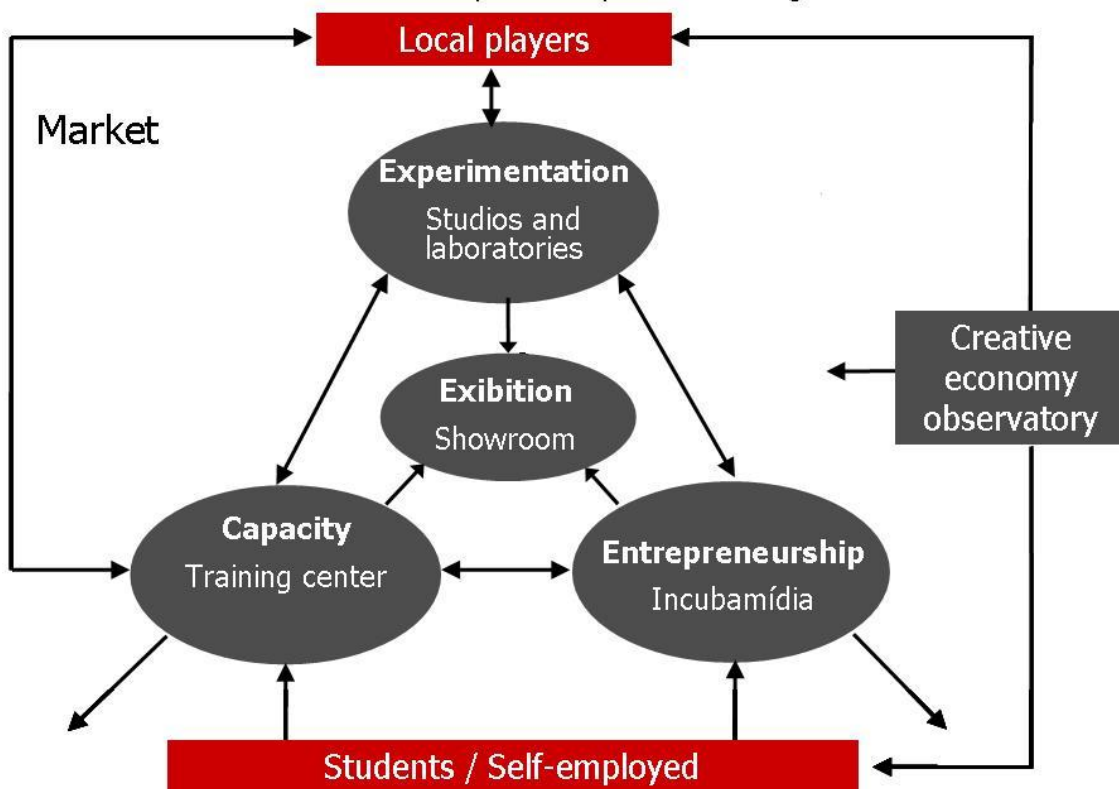 Local players
Market
Experimentation
Studios and
laboratories
Creative
economy
observatory
Exibition
Showroom
Capacity
Training center
Entrepreneurship
Incubamídia
Students / Self-employed